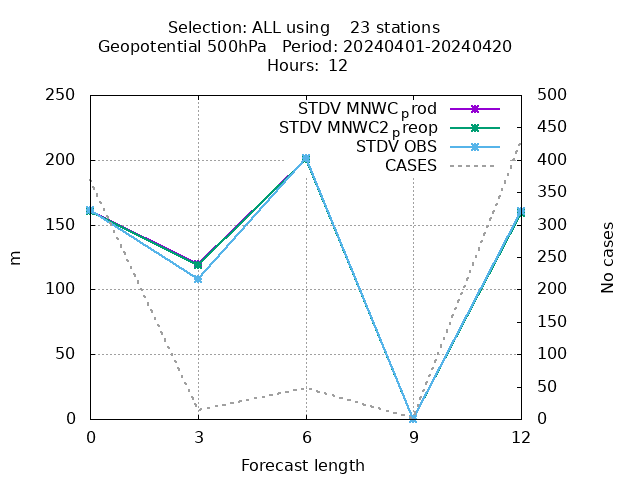 Selection: ALL using 23 stations
Geopotential 500hPa Period: 20240401-20240420
Hours: 12
250
200
150
100
50
0
m
STDV MNWC_prod
STDV MNWC2_preop
STDV OBS
CASES
500
450
400
350
300
250
200
150
100
50
0
No cases
0 3 6 9 12
Forecast length